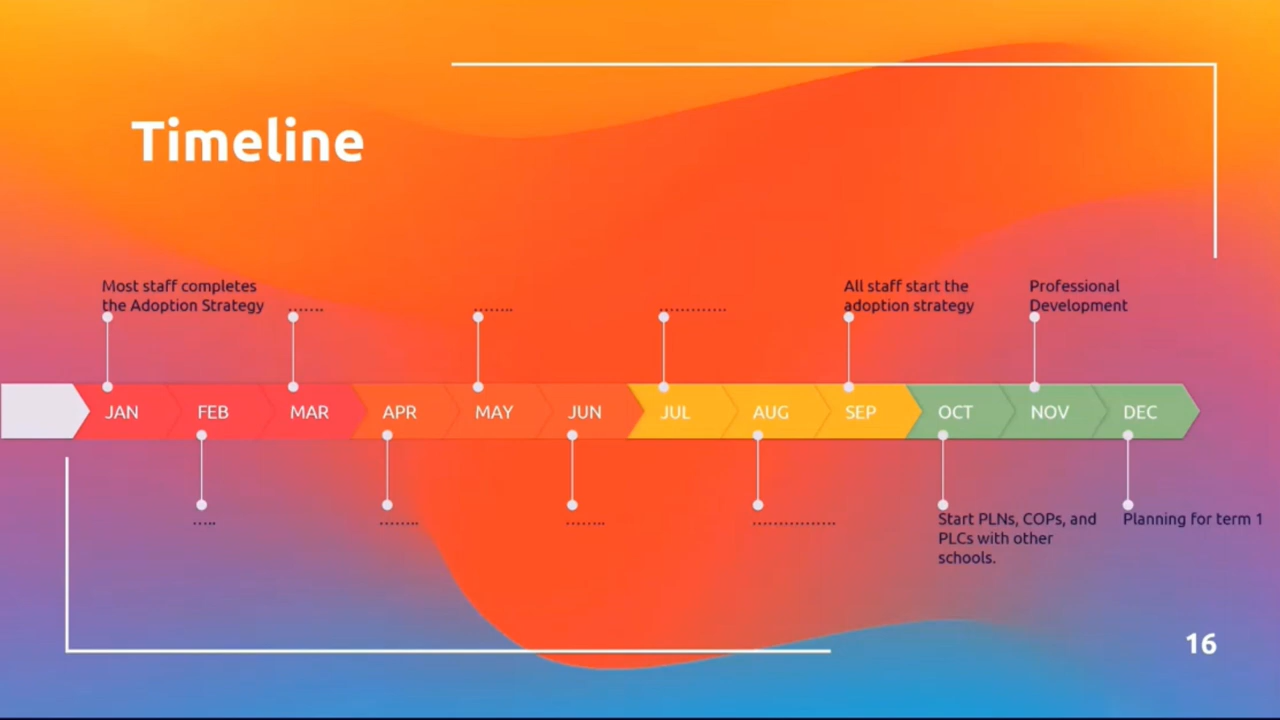 Timeline
Most staff completes
the Adoption Strategy
.......
........
............
All staff start the
adoption strategy
Professional
Development
JAN FEB MAR APR MAY JUN JUL AUG SEP OCT NOV DEC
.....
........
........
...............
Start PLNs, COPs, and
PLCs with other
schools.
Planning for term 1
16